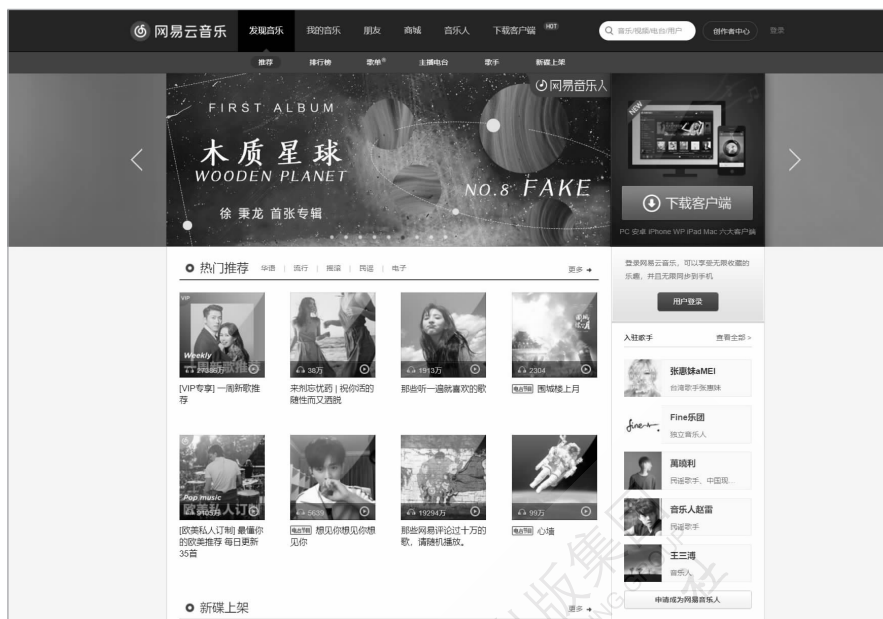 网易云音乐 发现音乐 我的音乐 朋友 商城 音乐人 下载客户端 HOT 音乐/视频/电台/用户 创作者中心 登录
推荐 排行榜 歌单 主播电台 歌手 新碟上架
网易音乐人
FIRST ALBUM
木质星球
WOODEN PLANET
NO.8 FAKE
徐秉龙 首张专辑
NEW
下载客户端
PC 安卓 iPhone WP iPad Mac 六大客户端
热门推荐 华语 | 流行 | 摇滚 | 民谣 | 电子 更多
VIP
Weekly
一周新歌推荐
27386万 38万 1913万 2304
[VIP专享] 一周新歌推荐
来剂忘忧药 | 祝你活的随性而又洒脱
那些听一遍就喜欢的歌
电台节目 围城楼上月
Pop music
欧美私人订制
5105万 5639 19294万 99万
[欧美私人订制] 最懂你的欧美推荐 每日更新35首
电台节目 想见你想见你想见你
那些网易评论过十万的歌，请随机播放。
电台节目 心墙
新碟上架 更多
登录网易云音乐，可以享受无限收藏的乐趣，并且无限同步到手机
用户登录
入驻歌手 查看全部 >
张惠妹aMEI
台湾歌手张惠妹
Fine乐团
独立音乐人
萬曉利
民谣歌手、中国现...
音乐人赵雷
民谣歌手
王三溥
音乐人
申请成为网易音乐人